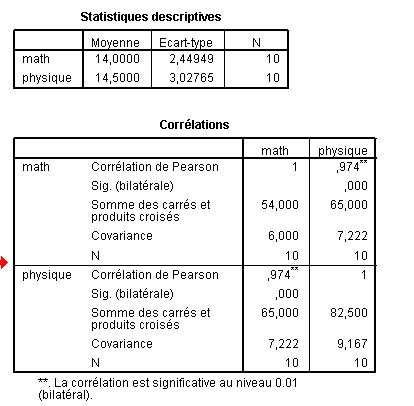 Statistiques descriptives
Moyenne Ecart-type N
math 14,0000 2,44949 10
physique 14,5000 3,02765 10
Corrélations
math physique
math Corrélation de Pearson 1 ,974**
Sig. (bilatérale) ,000
Somme des carrés et
produits croisés 54,000 65,000
Covariance 6,000 7,222
N 10 10
physique Corrélation de Pearson ,974** 1
Sig. (bilatérale) ,000
Somme des carrés et
produits croisés 65,000 82,500
Covariance 7,222 9,167
N 10 10
**. La corrélation est significative au niveau 0.01
(bilatéral).